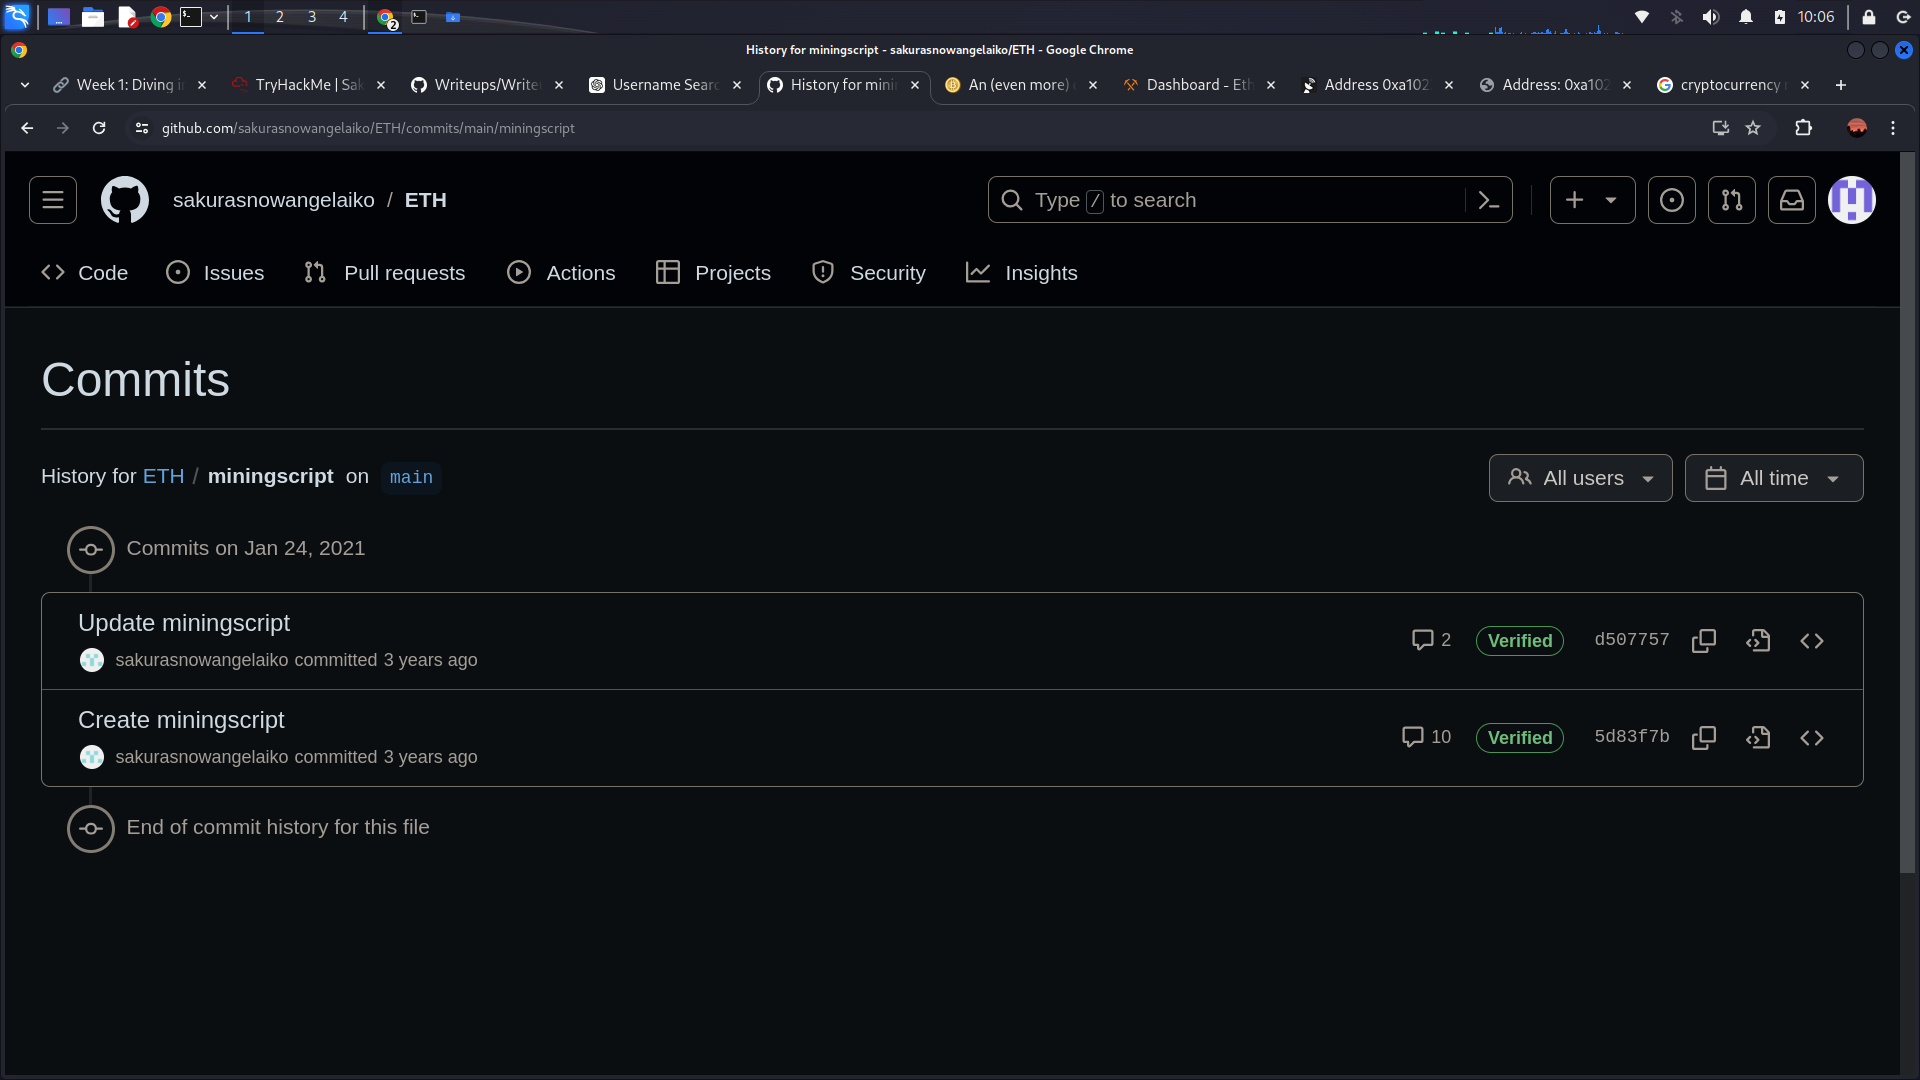 1 2 3 4 2 10:06
History for miningscript - sakurasnowangelaiko/ETH - Google Chrome
Week 1: Diving i TryHackMe | Sak Writeups/Write Username Searc History for mini An (even more) Dashboard - Eth Address 0xa102 Address: 0xa102 cryptocurrency
github.com/sakurasnowangelaiko/ETH/commits/main/miningscript
sakurasnowangelaiko / ETH Type / to search
Code Issues Pull requests Actions Projects Security Insights
Commits
History for ETH / miningscript on main All users All time
Commits on Jan 24, 2021
Update miningscript
sakurasnowangelaiko committed 3 years ago 2 Verified d507757
Create miningscript
sakurasnowangelaiko committed 3 years ago 10 Verified 5d83f7b
End of commit history for this file